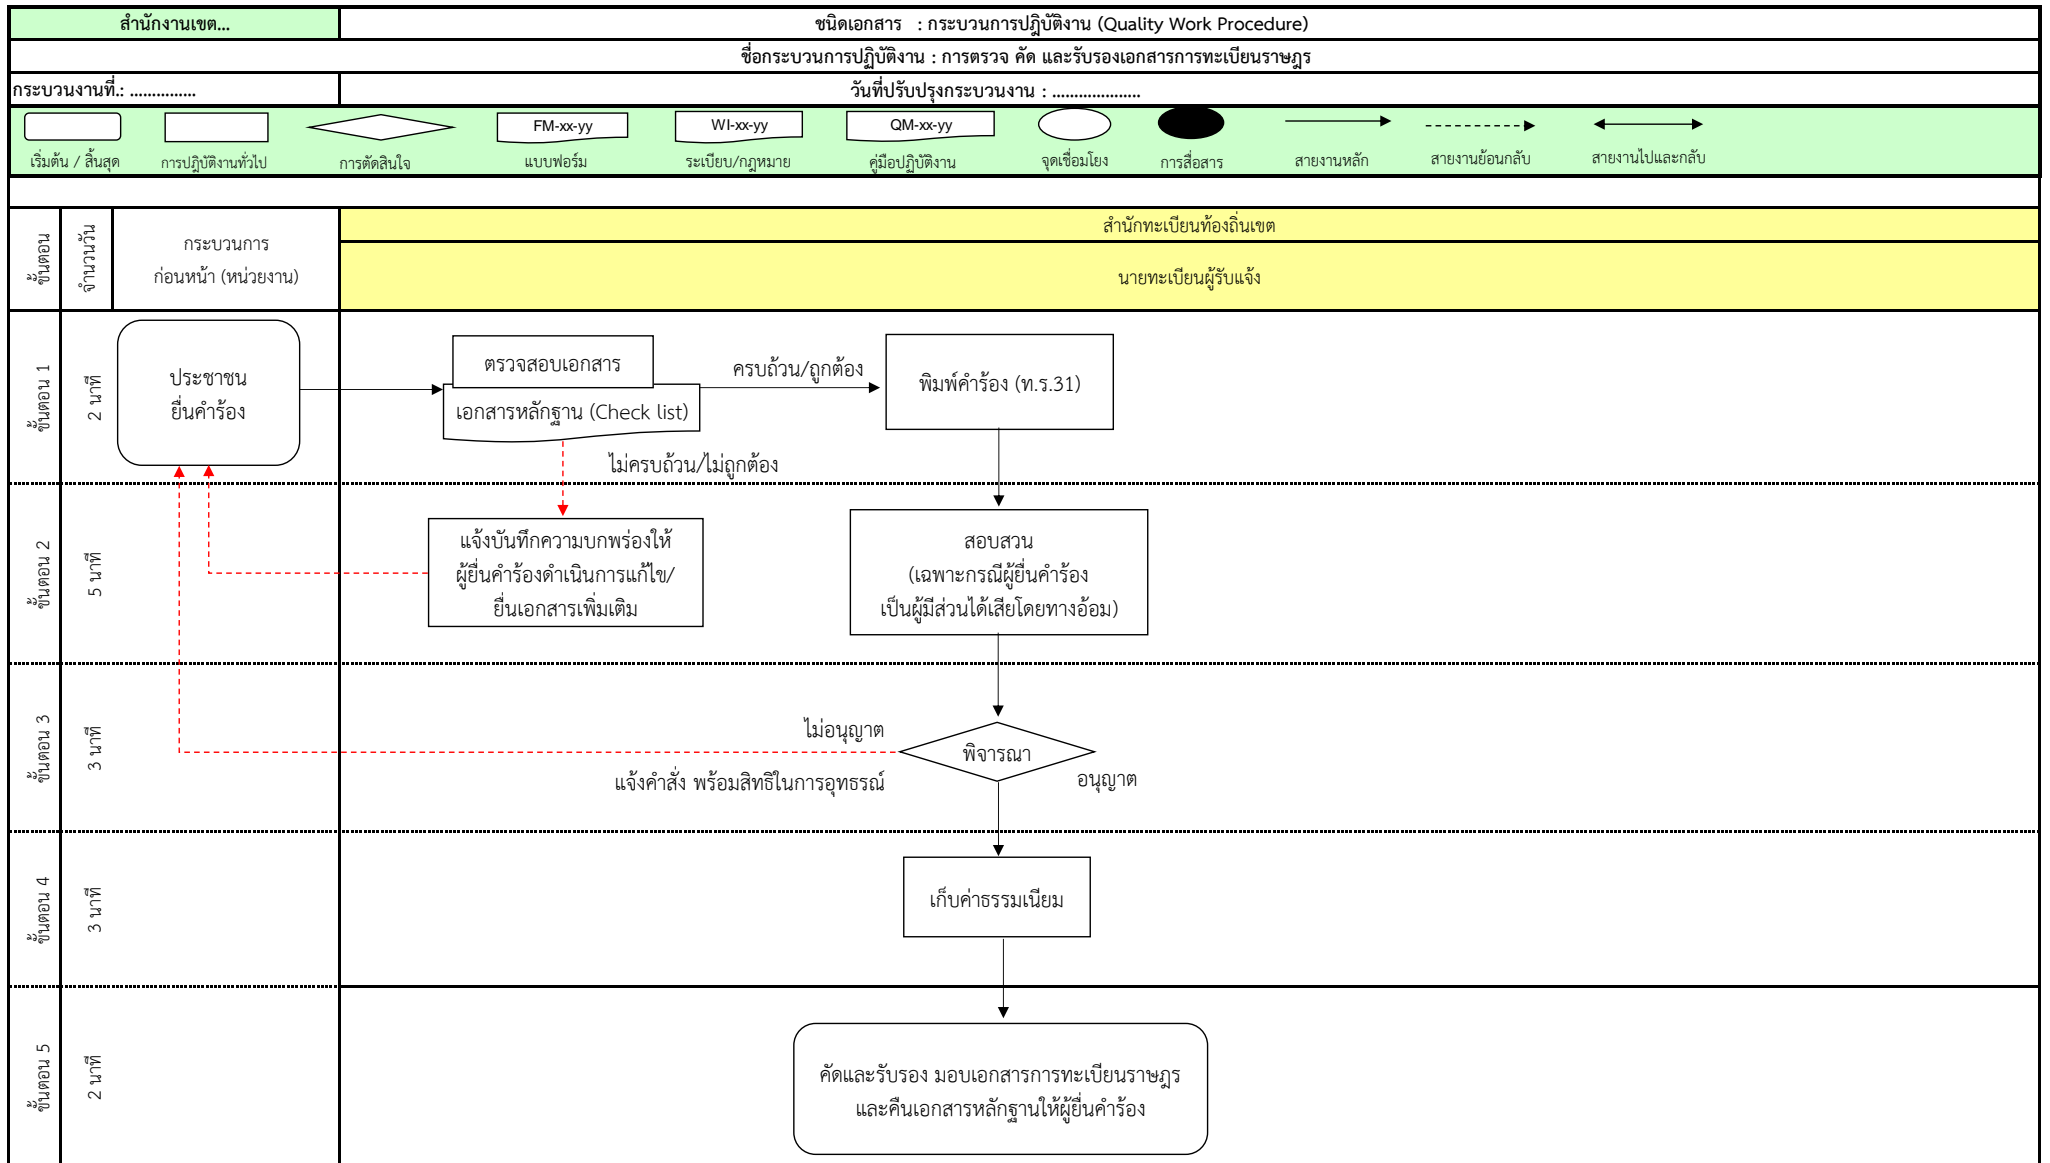 สำนักงานเขต...
ชนิดเอกสาร : กระบวนการปฎิบัติงาน (Quality Work Procedure)
ชื่อกระบวนการปฏิบัติงาน : การตรวจ คัด และรับรองเอกสารการทะเบียนราษฎร
กระบวนงานที่.: ...............
วันที่ปรับปรุงกระบวนงาน : ....................
FM-xx-yy
WI-xx-yy
QM-xx-yy
เริ่มต้น / สิ้นสุด
การปฎิบัติงานทั่วไป
การตัดสินใจ
แบบฟอร์ม
ระเบียบ/กฎหมาย
คู่มือปฏิบัติงาน
จุดเชื่อมโยง
การสื่อสาร
สายงานหลัก
สายงานย้อนกลับ
สายงานไปและกลับ
ขั้นตอน
จำนวนวัน
กระบวนการ
ก่อนหน้า (หน่วยงาน)
สำนักทะเบียนท้องถิ่นเขต
นายทะเบียนผู้รับแจ้ง
ขั้นตอน 1
2 นาที
ประชาชน
ยื่นคำร้อง
ตรวจสอบเอกสาร
เอกสารหลักฐาน (Check list)
ครบถ้วน/ถูกต้อง
พิมพ์คำร้อง (ท.ร.31)
ไม่ครบถ้วน/ไม่ถูกต้อง
ขั้นตอน 2
5 นาที
แจ้งบันทึกความบกพร่องให้
ผู้ยื่นคำร้องดำเนินการแก้ไข/
ยื่นเอกสารเพิ่มเติม
สอบสวน
(เฉพาะกรณีผู้ยื่นคำร้อง
เป็นผู้มีส่วนได้เสียโดยทางอ้อม)
ขั้นตอน 3
3 นาที
ไม่อนุญาต
แจ้งคำสั่ง พร้อมสิทธิในการอุทธรณ์
พิจารณา
อนุญาต
ขั้นตอน 4
3 นาที
เก็บค่าธรรมเนียม
ขั้นตอน 5
2 นาที
คัดและรับรอง มอบเอกสารการทะเบียนราษฎร
และคืนเอกสารหลักฐานให้ผู้ยื่นคำร้อง